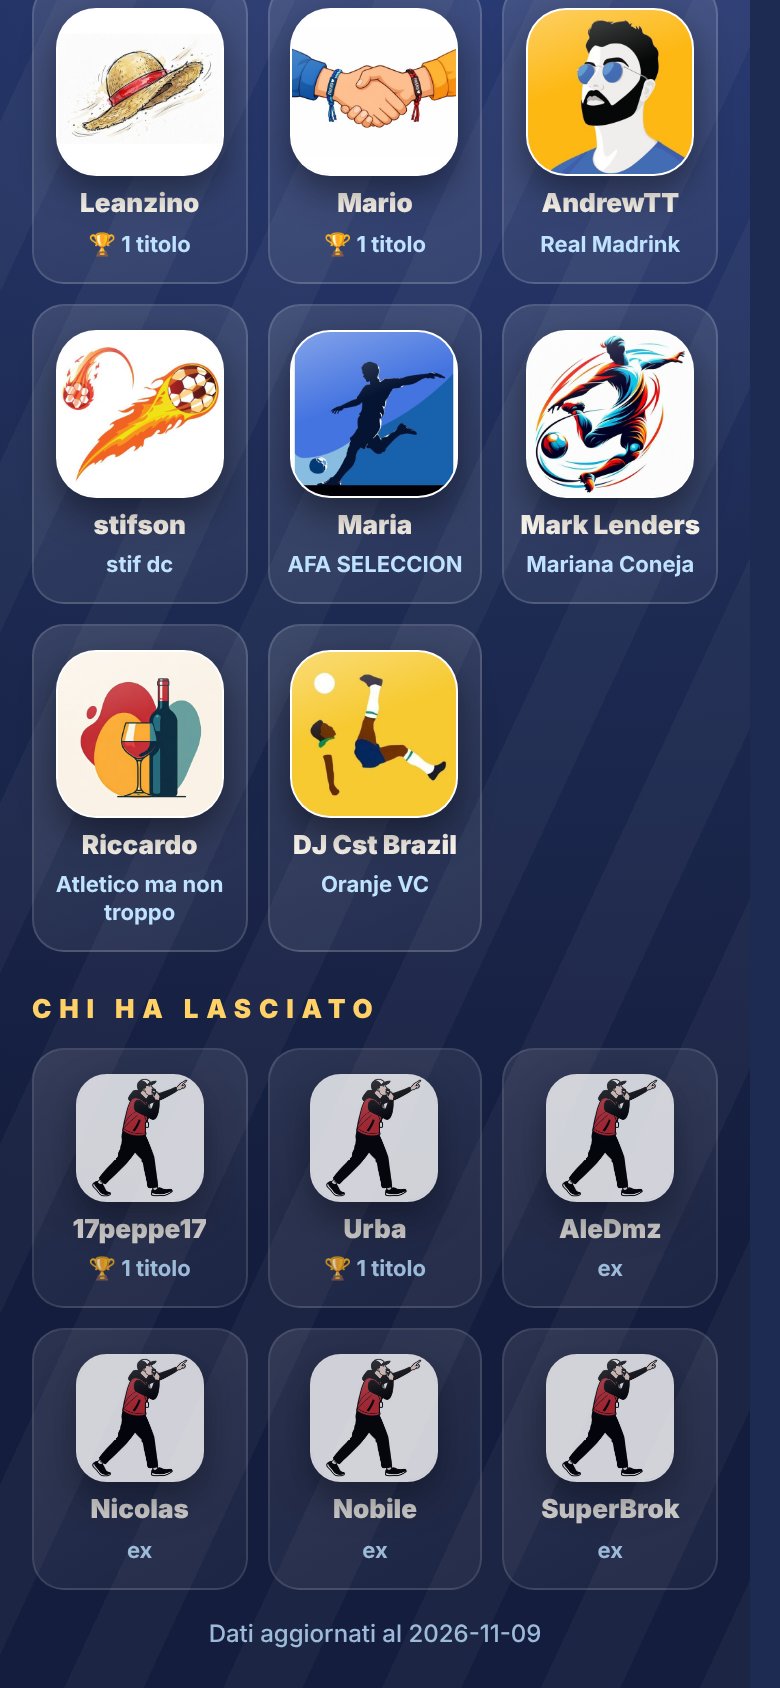 Leanzino
🏆 1 titolo
Mario
🏆 1 titolo
AndrewTT
Real Madrink
stifson
stif dc
Maria
AFA SELECCION
Mark Lenders
Mariana Coneja
Riccardo
Atletico ma non
troppo
DJ Cst Brazil
Oranje VC
CHI HA LASCIATO
17peppe17
🏆 1 titolo
Urba
🏆 1 titolo
AleDmz
ex
Nicolas
ex
Nobile
ex
SuperBrok
ex
Dati aggiornati al 2026-11-09